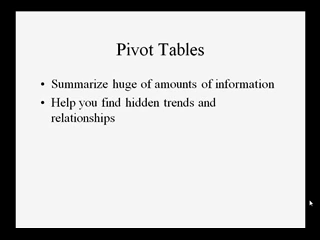 Pivot Tables
• Summarize huge of amounts of information
• Help you find hidden trends and
relationships